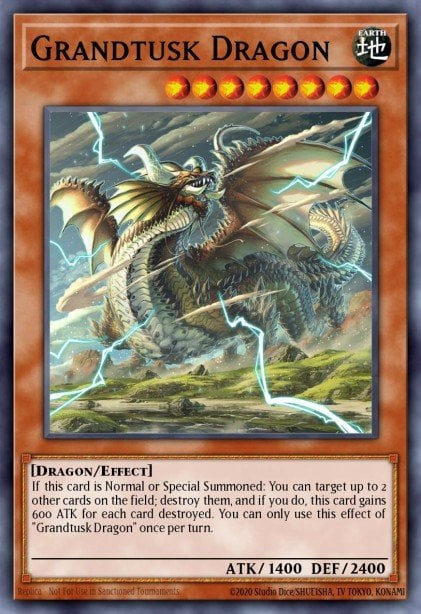 GRANDTUSK DRAGON
EARTH
地
[DRAGON/EFFECT]
If this card is Normal or Special Summoned: You can target up to 2
other cards on the field; destroy them, and if you do, this card gains
600 ATK for each card destroyed. You can only use this effect of
"Grandtusk Dragon" once per turn.
ATK/1400 DEF/2400
Replica - Not For Use in Sanctioned Tournaments
©2020 Studio Dice/SHUEISHA, TV TOKYO, KONAMI